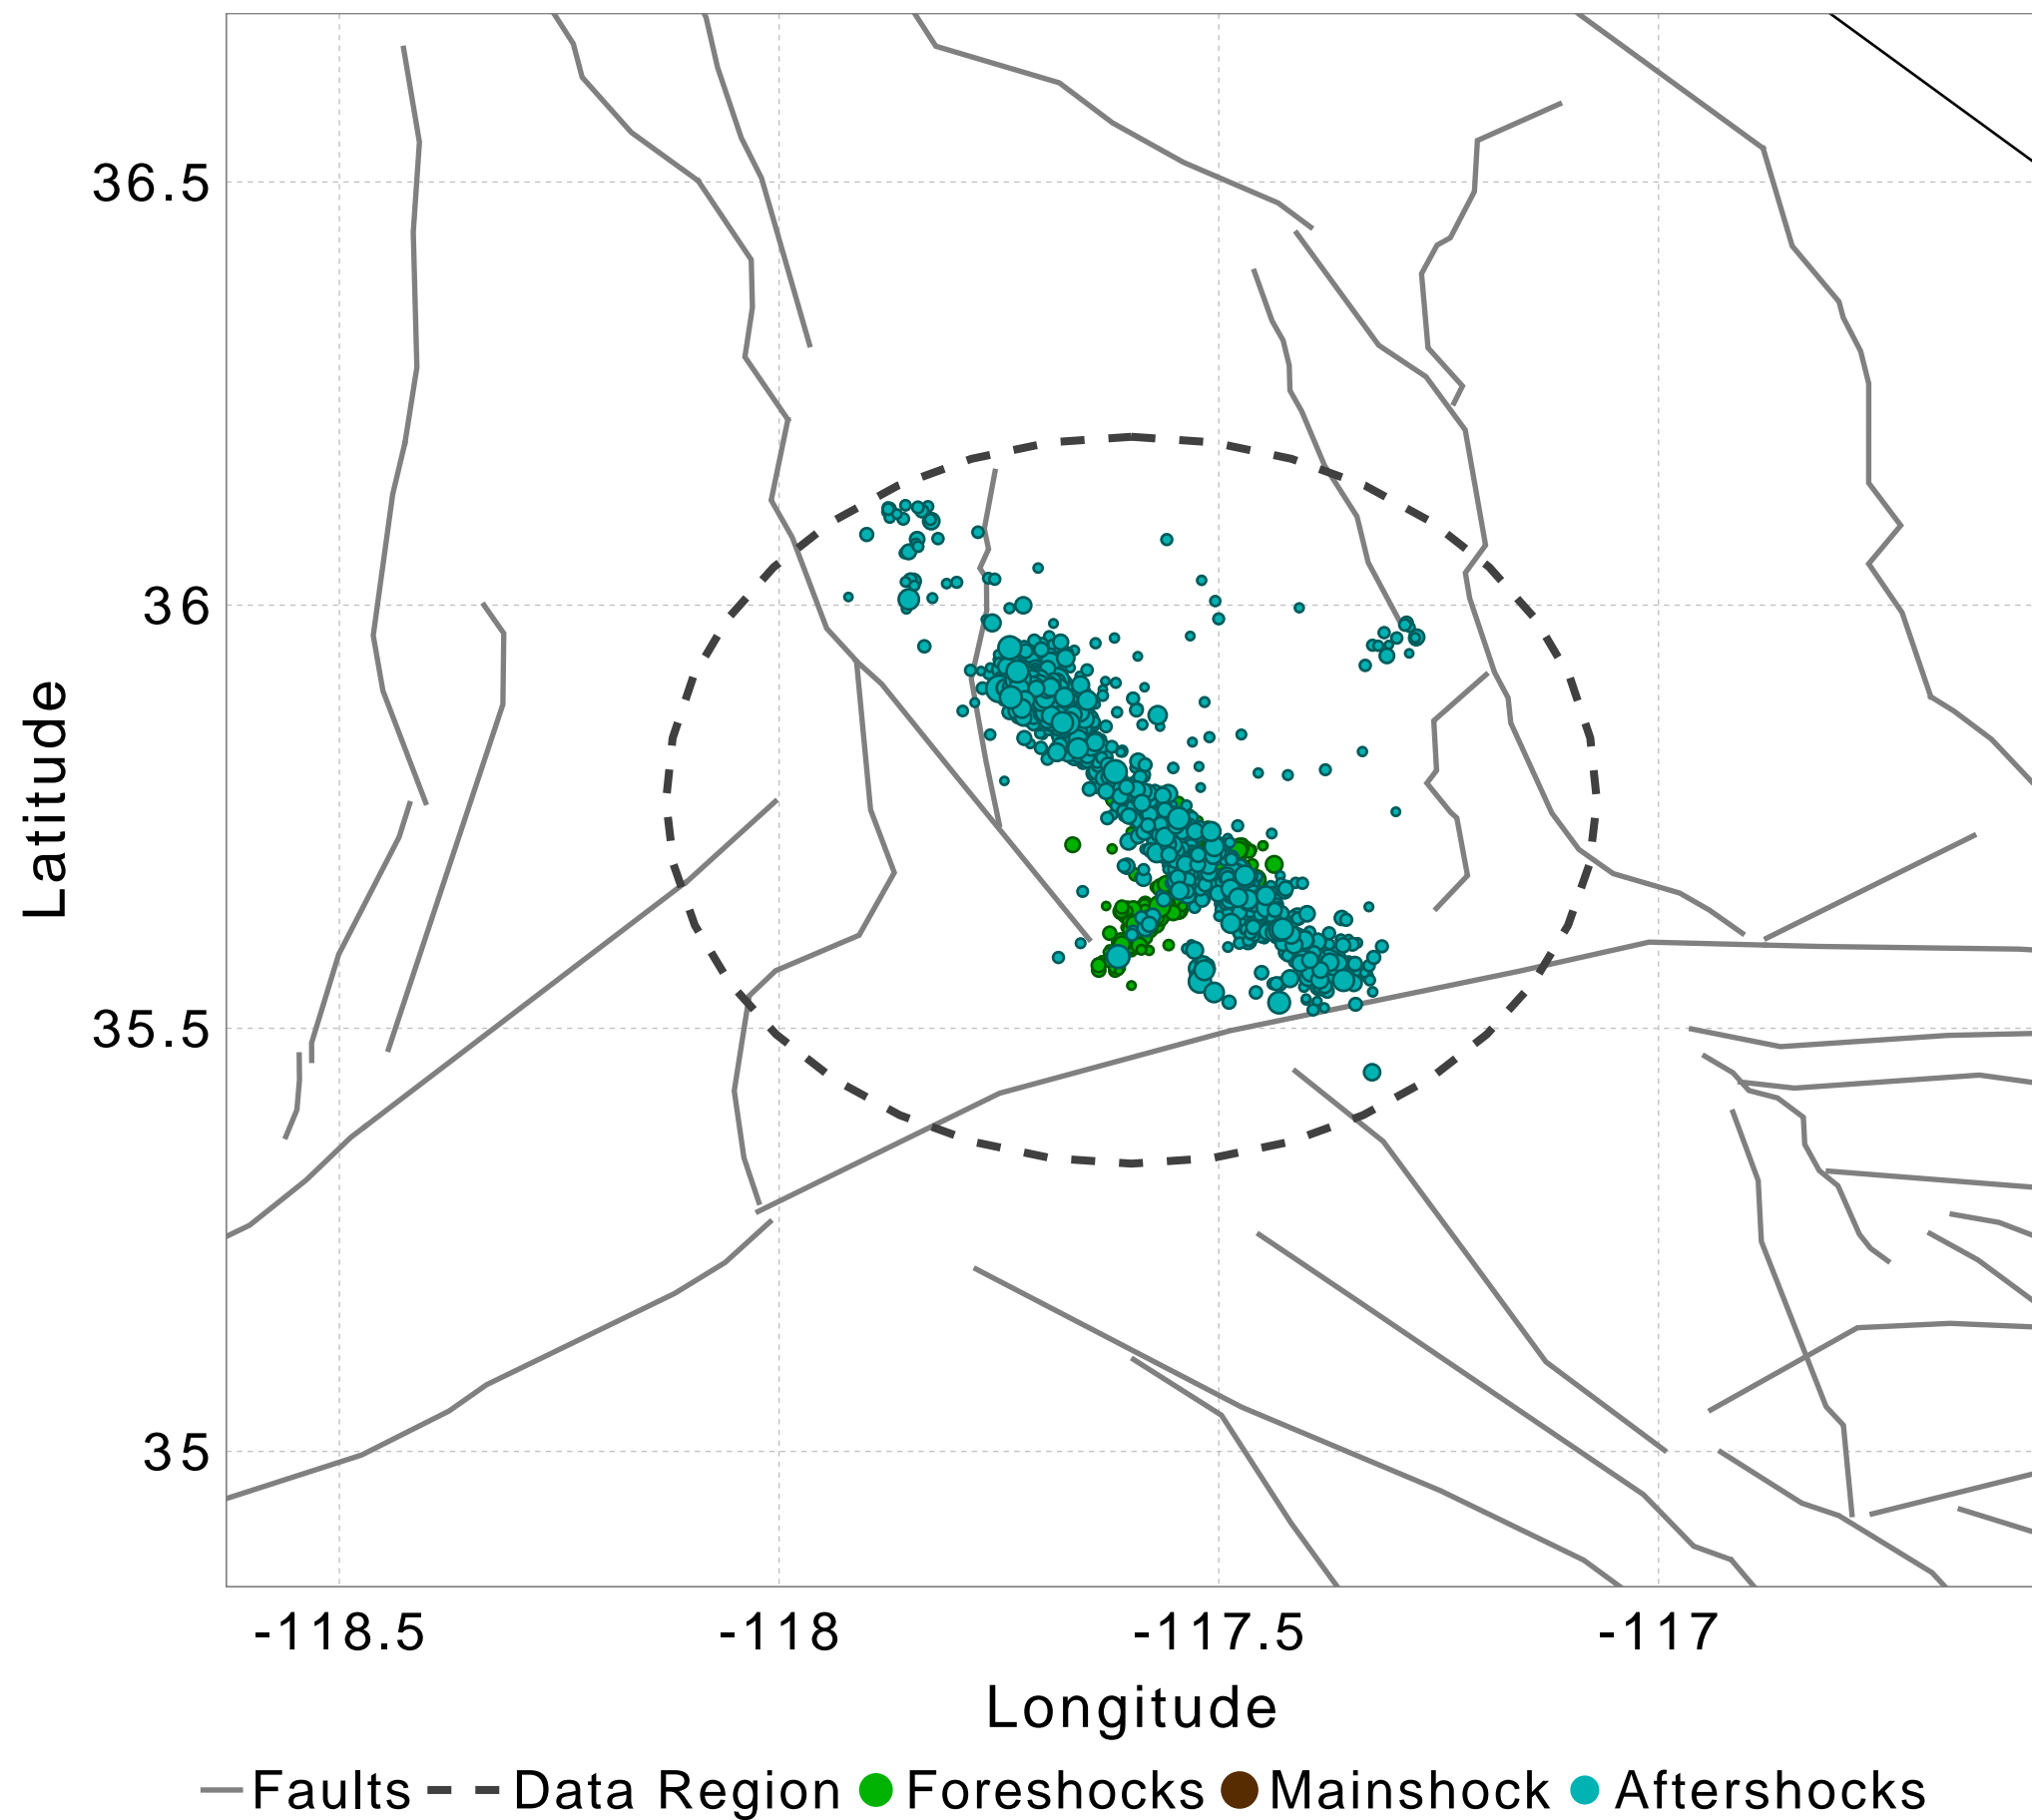 36.5
36
35.5
35
Latitude
-118.5 -118 -117.5 -117
Longitude
Faults Data Region Foreshocks Mainshock Aftershocks